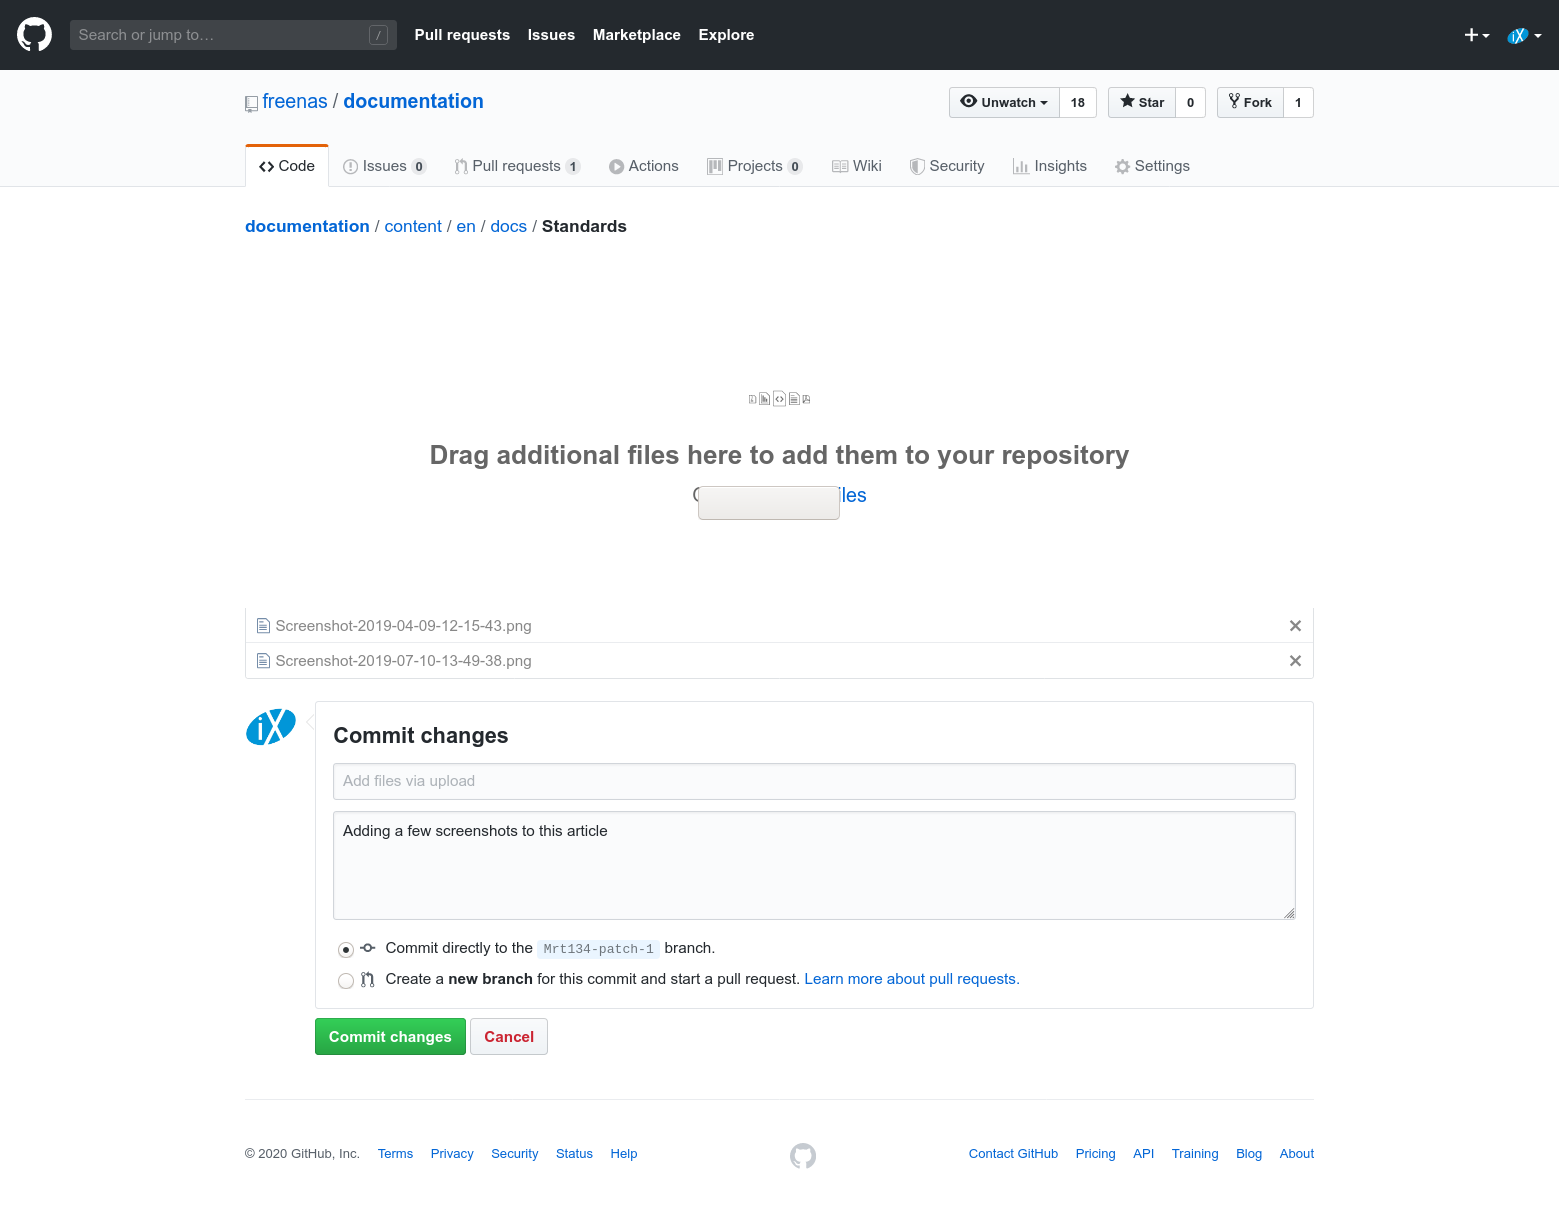 Search or jump to… /
Pull requests Issues Marketplace Explore
freenas / documentation
Unwatch 18 Star 0 Fork 1
Code Issues 0 Pull requests 1 Actions Projects 0 Wiki Security Insights Settings
documentation / content / en / docs / Standards
Drag additional files here to add them to your repository
Screenshot-2019-04-09-12-15-43.png
Screenshot-2019-07-10-13-49-38.png
iX
Commit changes
Add files via upload
Adding a few screenshots to this article
Commit directly to the Mrt134-patch-1 branch.
Create a new branch for this commit and start a pull request. Learn more about pull requests.
Commit changes Cancel
© 2020 GitHub, Inc. Terms Privacy Security Status Help
Contact GitHub Pricing API Training Blog About